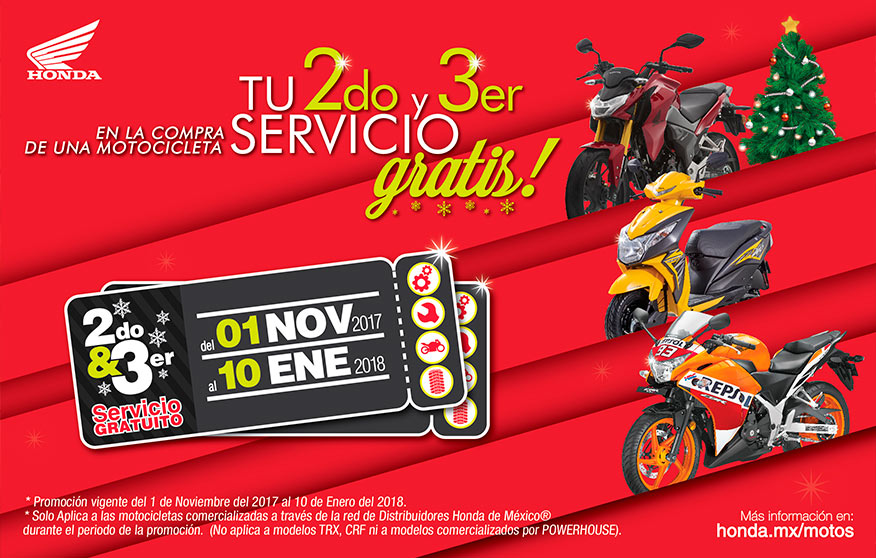 HONDA
TU 2do y 3er
EN LA COMPRA
DE UNA MOTOCICLETA
SERVICIO
gratis!
2do
&3er
Servicio
GRATUITO
del 01 NOV 2017
al 10 ENE 2018
93
REPSOL
* Promoción vigente del 1 de Noviembre del 2017 al 10 de Enero del 2018.
* Solo Aplica a las motocicletas comercializadas a través de la red de Distribuidores Honda de México®
durante el periodo de la promoción. (No aplica a modelos TRX, CRF ni a modelos comercializados por POWERHOUSE).
Más información en:
honda.mx/motos